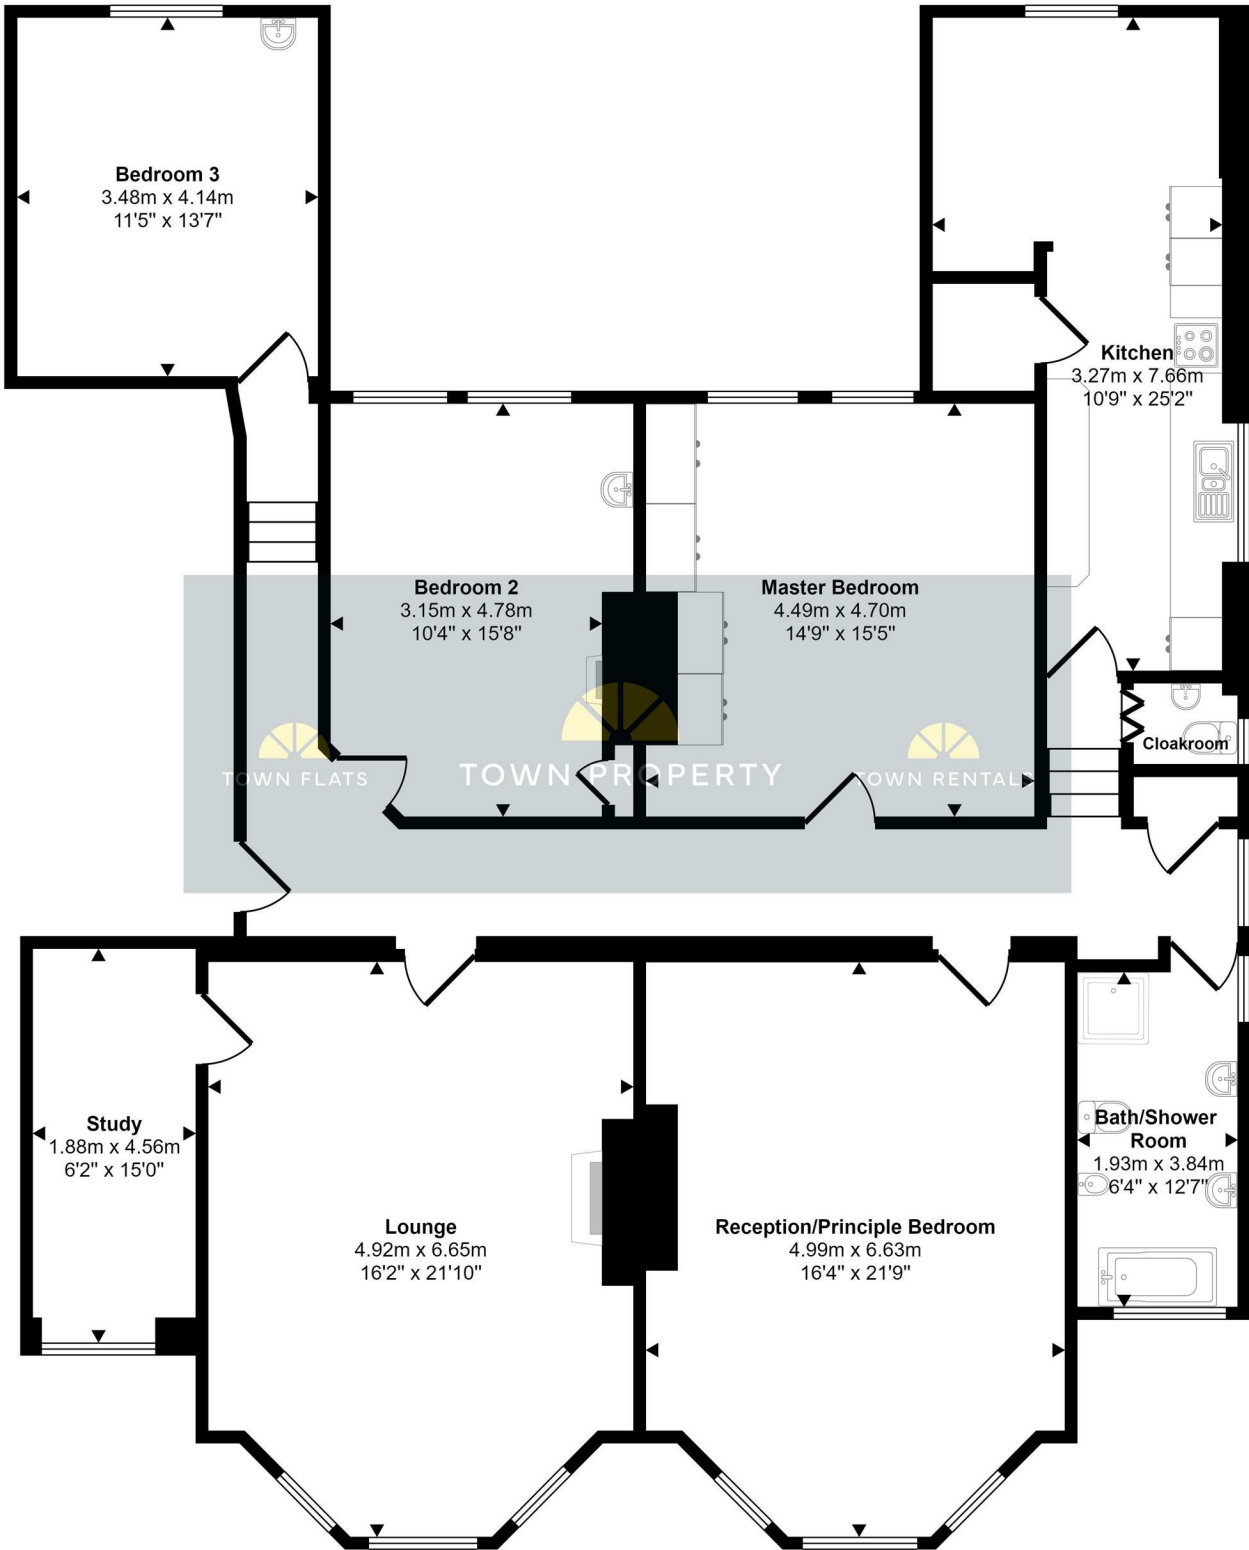 Bedroom 3
3.48m x 4.14m
11'5" x 13'7"
Kitchen
3.27m x 7.66m
10'9" x 25'2"
Bedroom 2
3.15m x 4.78m
10'4" x 15'8"
Master Bedroom
4.49m x 4.70m
14'9" x 15'5"
Cloakroom
TOWN FLATS
TOWN PROPERTY
TOWN RENTALS
Study
1.88m x 4.56m
6'2" x 15'0"
Bath/Shower
Room
1.93m x 3.84m
6'4" x 12'7"
Lounge
4.92m x 6.65m
16'2" x 21'10"
Reception/Principle Bedroom
4.99m x 6.63m
16'4" x 21'9"